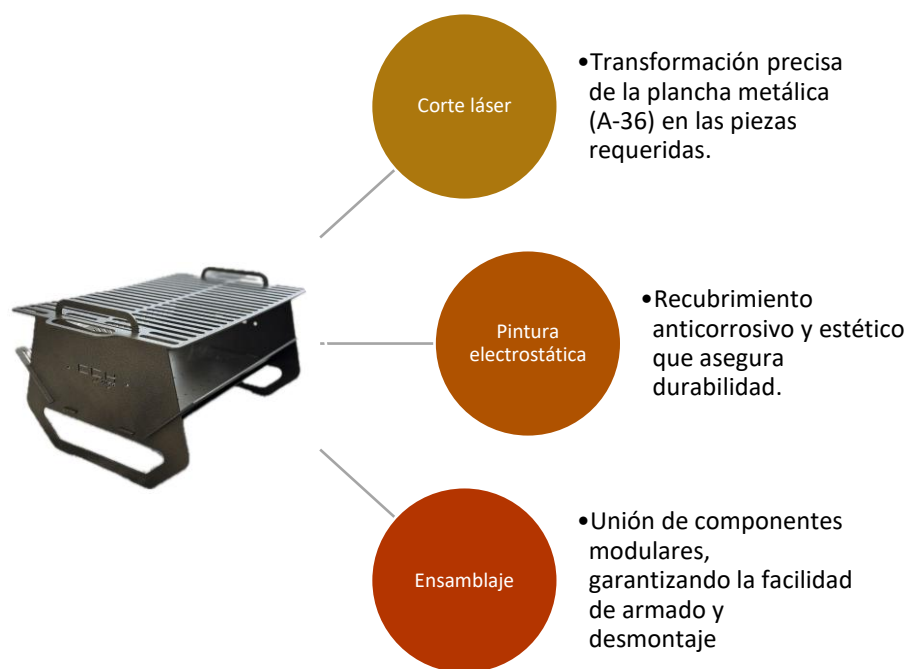 Corte láser
•Transformación precisa
de la plancha metálica
(A-36) en las piezas
requeridas.
Pintura
electrostática
•Recubrimiento
anticorrosivo y estético
que asegura
durabilidad.
Ensamblaje
•Unión de componentes
modulares,
garantizando la facilidad
de armado y
desmontaje